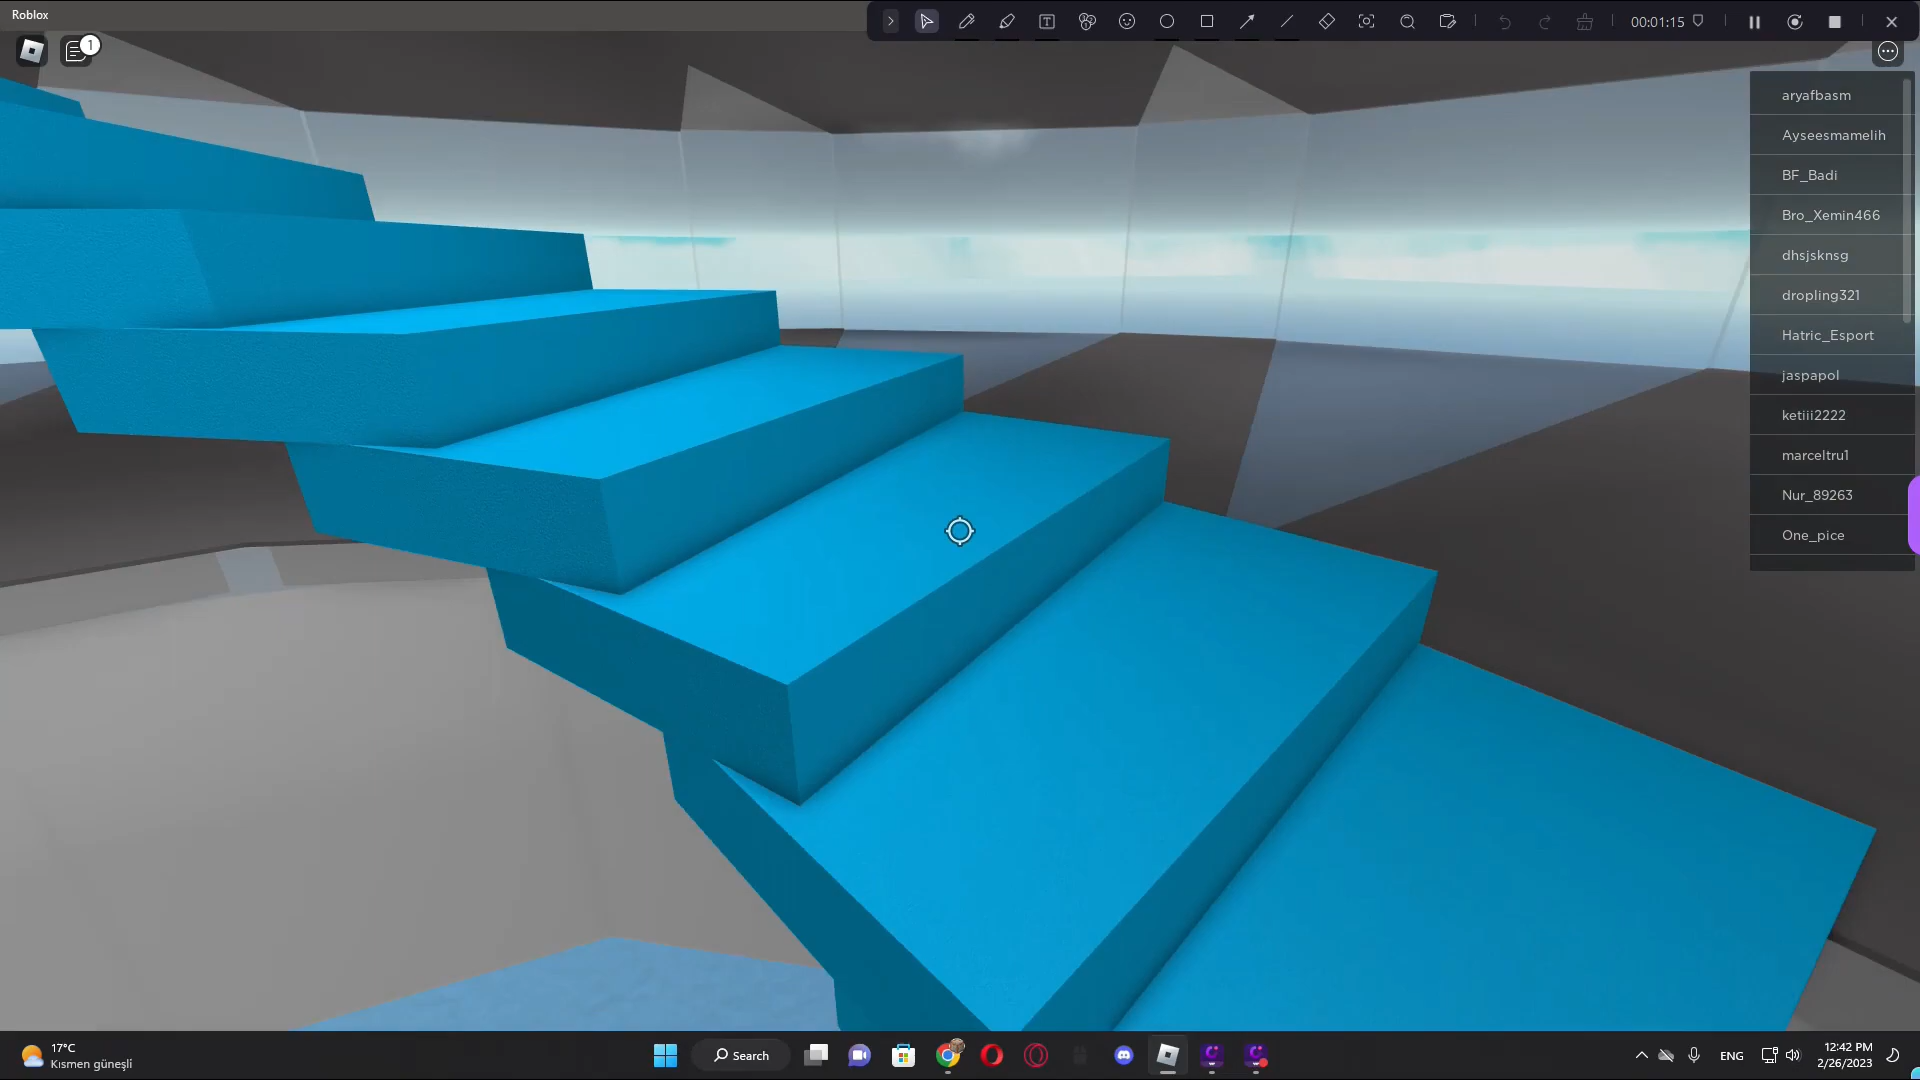 Roblox
00:01:15
1
aryafbasm
Ayseesmamelih
BF_Badi
Bro_Xemin466
dhsjsknsg
dropling321
Hatric_Esport
jaspapol
ketiii2222
marceltru1
Nur_89263
One_pice
17°C
Kısmen güneşli
Search
ENG
12:42 PM
2/26/2023